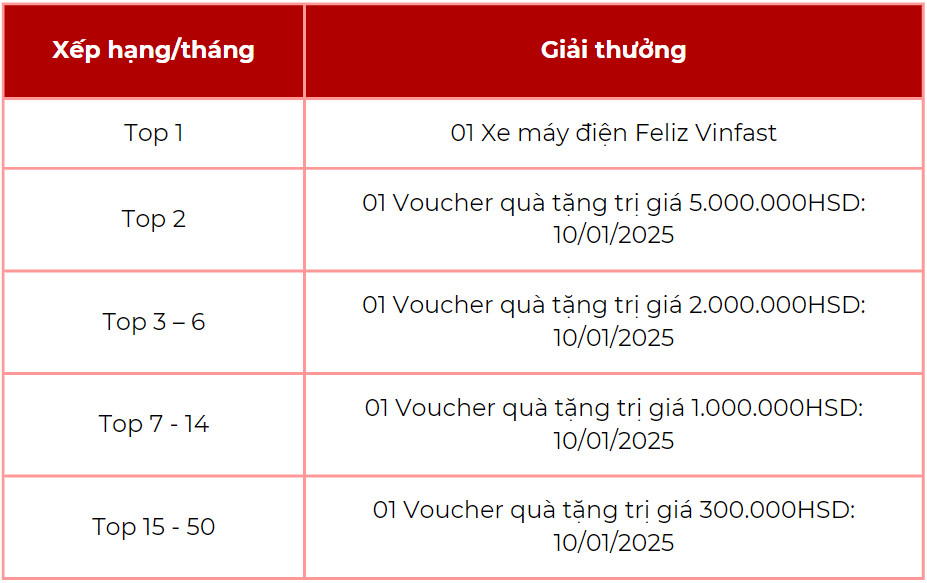 Xếp hạng/tháng
Giải thưởng
Top 1
01 Xe máy điện Feliz Vinfast
Top 2
01 Voucher quà tặng trị giá 5.000.000HSD:
10/01/2025
Top 3 – 6
01 Voucher quà tặng trị giá 2.000.000HSD:
10/01/2025
Top 7 - 14
01 Voucher quà tặng trị giá 1.000.000HSD:
10/01/2025
Top 15 - 50
01 Voucher quà tặng trị giá 300.000HSD:
10/01/2025